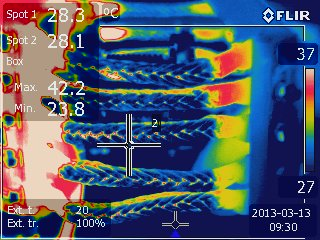 Spot 1 28.3 °C
Spot 2 28.1
FLIR
Box
Max. 42.2
Min. 23.8
37
2
27
Ext. t. 20
Ext. tr. 100%
2013-03-13
09:30